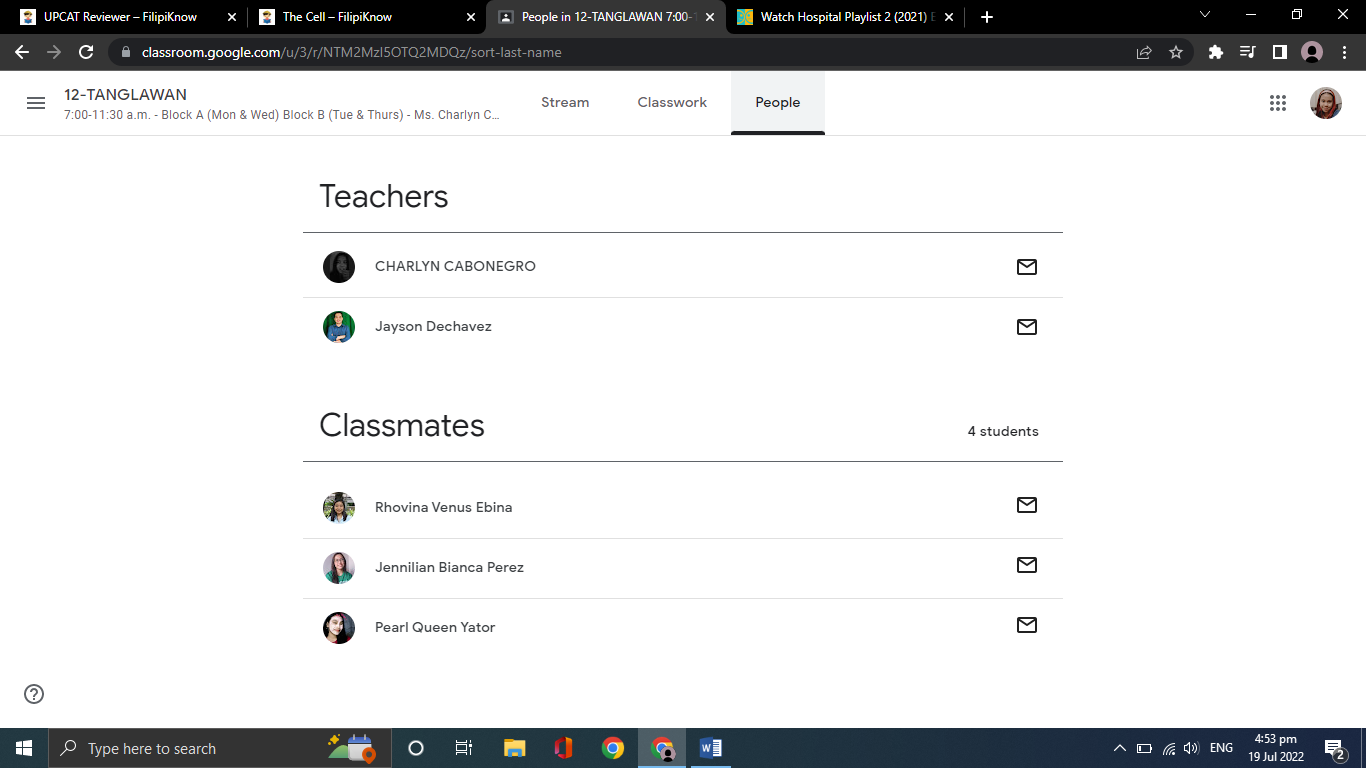 UPCAT Reviewer – FilipiKnow
The Cell – FilipiKnow
People in 12-TANGLAWAN 7:00-1
Watch Hospital Playlist 2 (2021) E
classroom.google.com/u/3/r/NTM2MzI5OTQ2MDQz/sort-last-name
12-TANGLAWAN
7:00-11:30 a.m. - Block A (Mon & Wed) Block B (Tue & Thurs) - Ms. Charlyn C...
Stream
Classwork
People
Teachers
CHARLYN CABONEGRO
Jayson Dechavez
Classmates
4 students
Rhovina Venus Ebina
Jennilian Bianca Perez
Pearl Queen Yator
Type here to search
ENG
4:53 pm
19 Jul 2022
2